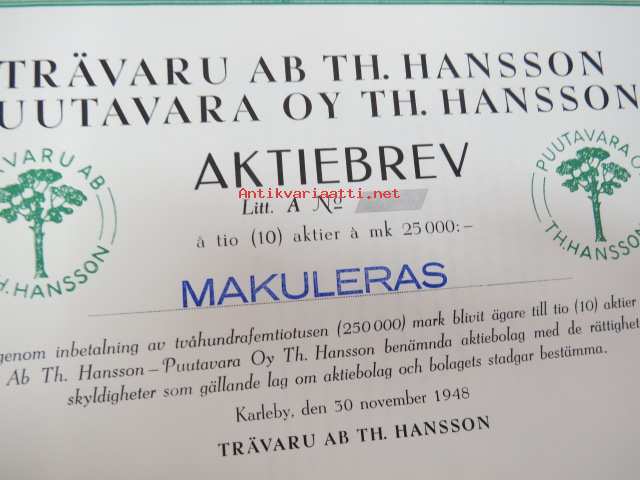 TRÄVARU AB TH. HANSSON
PUUTAVARA OY TH. HANSSON
TRÄVARU AB
TH. HANSSON
AKTIEBREV
PUUTAVARA O
TH. HANSSON
Antikvariaatti.net
Litt. A No
à tio (10) aktier à mk 25 000:–
MAKULERAS
genom inbetalning av tvåhundrafemtiotusen (250 000) mark blivit ägare till tio (10) aktier
Ab Th. Hansson – Puutavara Oy Th. Hansson benämnda aktiebolag med de rättighet
skyldigheter som gällande lag om aktiebolag och bolagets stadgar bestämma.
Karleby, den 30 november 1948
TRÄVARU AB TH. HANSSON